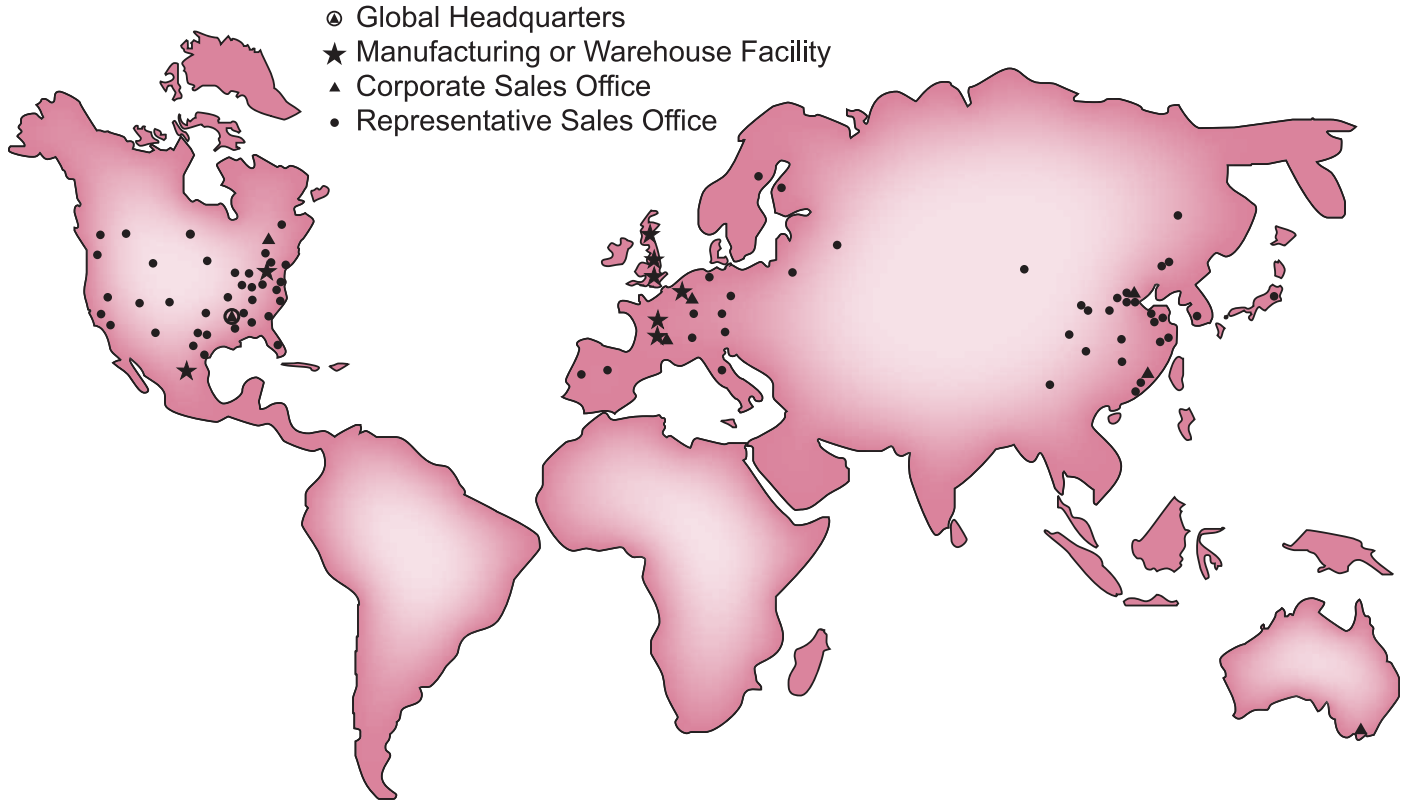 Global Headquarters
Manufacturing or Warehouse Facility
Corporate Sales Office
Representative Sales Office